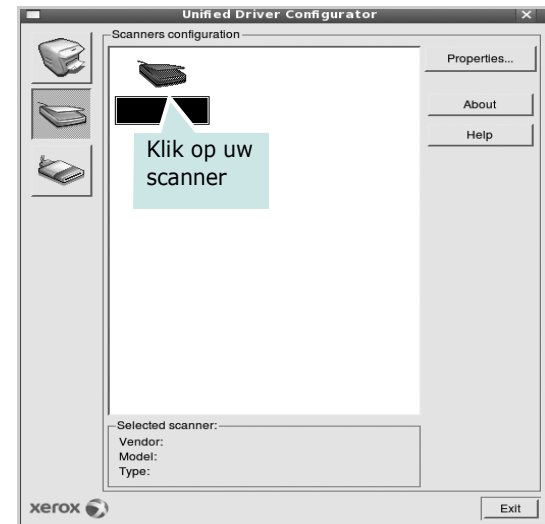 Unified Driver Configurator
Scanners configuration
Properties...
About
Help
Klik op uw
scanner
Selected scanner:
Vendor:
Model:
Type:
xerox
Exit